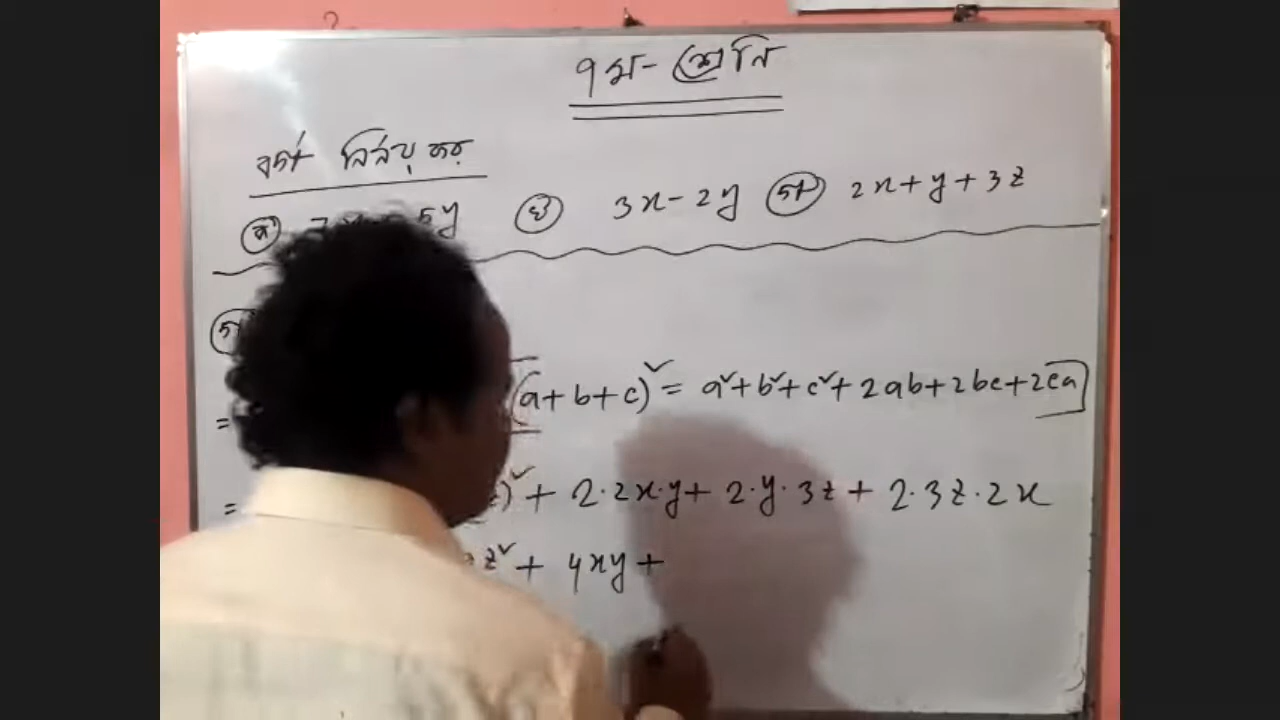 ৭ম- শ্রেনি
বর্গ নির্ণয় কর
ক 5y খ 3x-2y গ 2x+y+3z
গ
= (a+b+c)² = a²+b²+c²+2ab+2bc+2ca
= )²+ 2·2x·y+ 2·y·3z+ 2·3z·2x
z²+ 4xy+